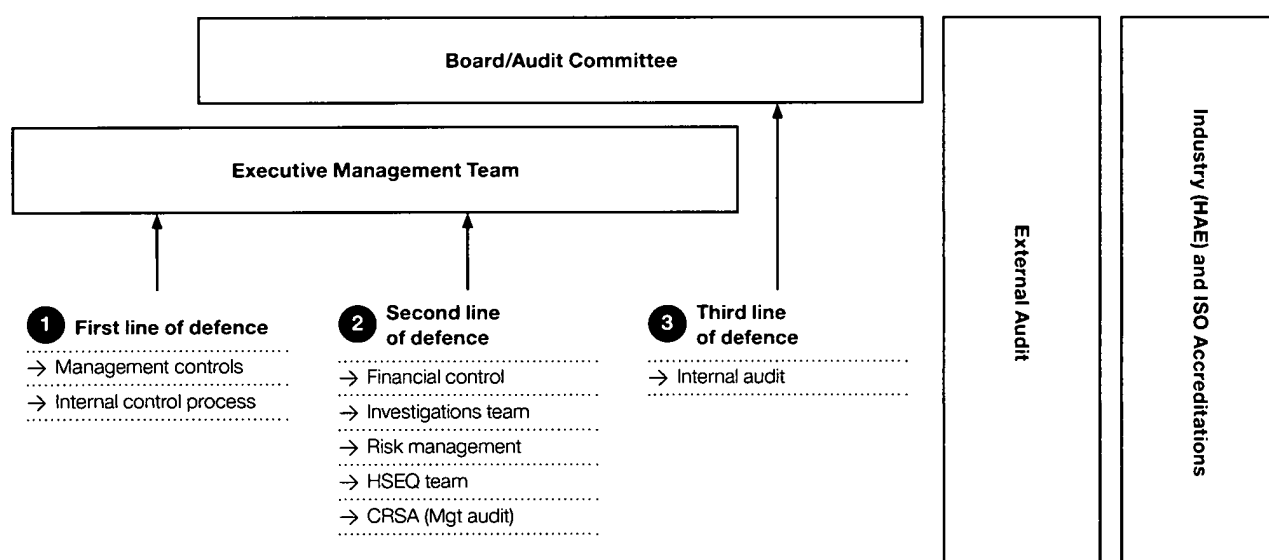 Board/Audit Committee
Executive Management Team
1 First line of defence
→ Management controls
→ Internal control process
2 Second line
of defence
→ Financial control
→ Investigations team
→ Risk management
→ HSEQ team
→ CRSA (Mgt audit)
3 Third line
of defence
→ Internal audit
External Audit
Industry (HAE) and ISO Accreditations